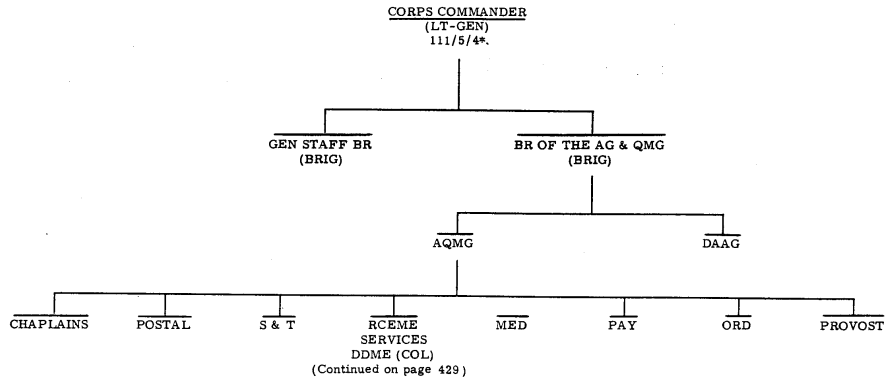 CORPS COMMANDER
(LT-GEN)
111/5/4*.
GEN STAFF BR
(BRIG)
BR OF THE AG & QMG
(BRIG)
AQMG
DAAG
CHAPLAINS
POSTAL
S & T
RCEME
SERVICES
DDME (COL)
(Continued on page 429)
MED
PAY
ORD
PROVOST